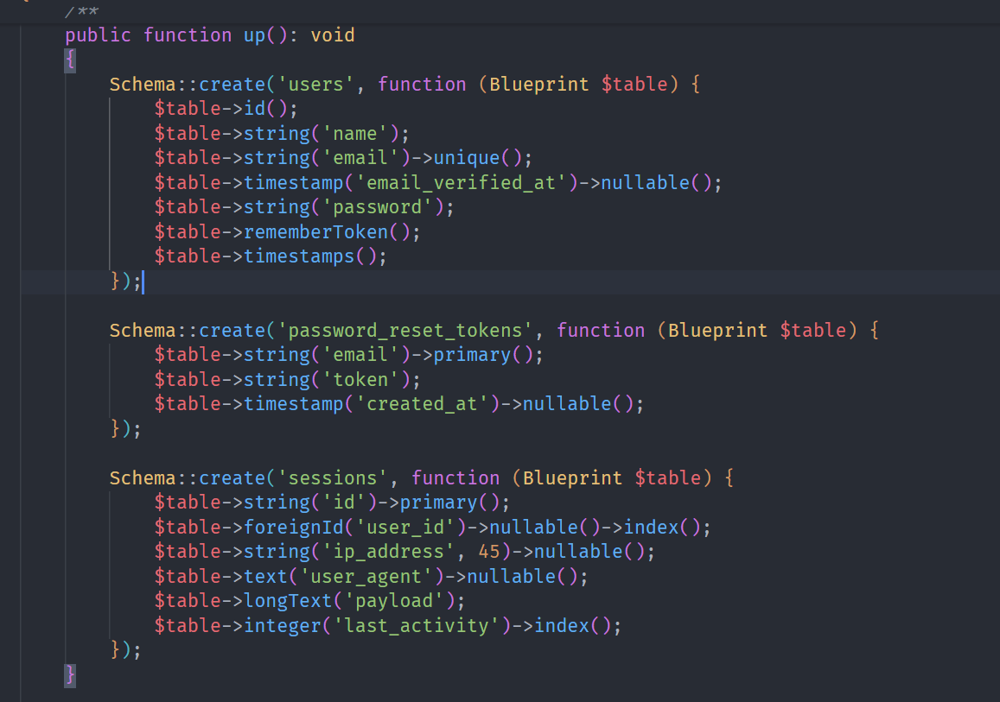 /**
public function up(): void
{
    Schema::create('users', function (Blueprint $table) {
        $table->id();
        $table->string('name');
        $table->string('email')->unique();
        $table->timestamp('email_verified_at')->nullable();
        $table->string('password');
        $table->rememberToken();
        $table->timestamps();
    });

    Schema::create('password_reset_tokens', function (Blueprint $table) {
        $table->string('email')->primary();
        $table->string('token');
        $table->timestamp('created_at')->nullable();
    });

    Schema::create('sessions', function (Blueprint $table) {
        $table->string('id')->primary();
        $table->foreignId('user_id')->nullable()->index();
        $table->string('ip_address', 45)->nullable();
        $table->text('user_agent')->nullable();
        $table->longText('payload');
        $table->integer('last_activity')->index();
    });
}